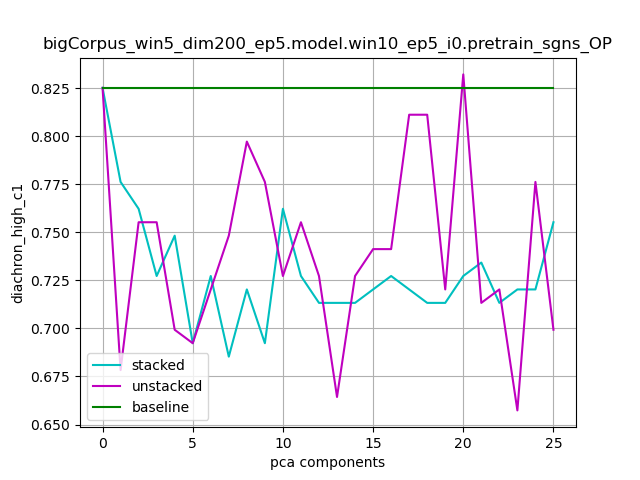 bigCorpus_win5_dim200_ep5.model.win10_ep5_i0.pretrain_sgns_OP
0.825
0.800
0.775
0.750
0.725
0.700
0.675
0.650
diachron_high_c1
stacked
unstacked
baseline
0 5 10 15 20 25
pca components